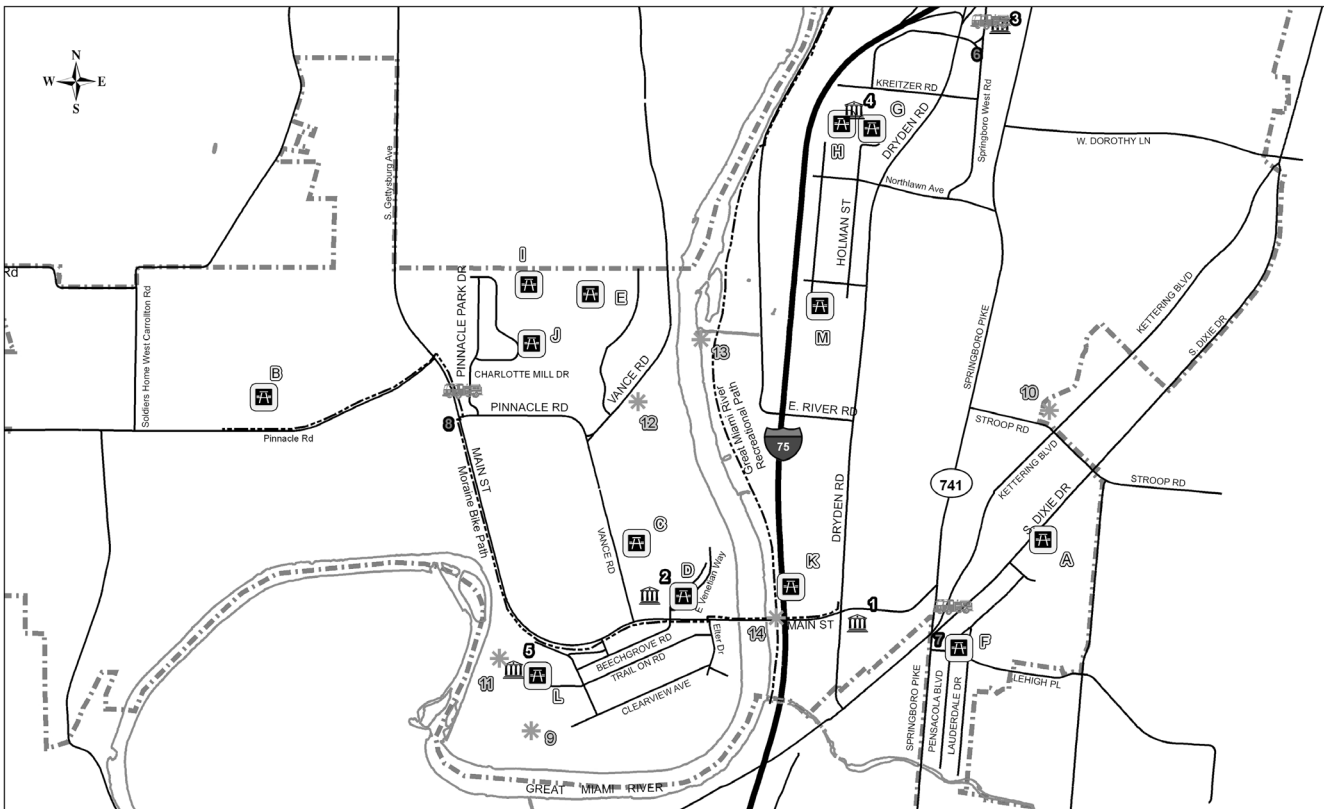 N
W
E
S
3
6
KREITZER RD
4
G
H
DRYDEN RD
Springboro West Rd
W. DOROTHY LN
Northlawn Ave
S. Gettysburg Ave
HOLMAN ST
Rd
I
E
J
M
PINNACLE PARK DR
CHARLOTTE MILL DR
Soldiers Home West Carrollton Rd
B
Pinnacle Rd
PINNACLE RD
VANCE RD
8
12
13
Great Miami River
Recreational Path
E. RIVER RD
75
SPRINGBORO PIKE
KETTERING BLVD
S. DIXIE DR
10
STROOP RD
KETTERING BLVD
STROOP RD
741
MAIN ST
Moraine Bike Path
VANCE RD
C
DRYDEN RD
S. DIXIE DR
A
2
D
E Venetian Way
K
1
14
MAIN ST
Elter Dr
BEECHGROVE RD
TRAIL ON RD
CLEARVIEW AVE
5
11
L
9
7
F
LEHIGH PL
SPRINGBORO PIKE
PENSACOLA BLVD
LAUDERDALE DR
GREAT MIAMI RIVER